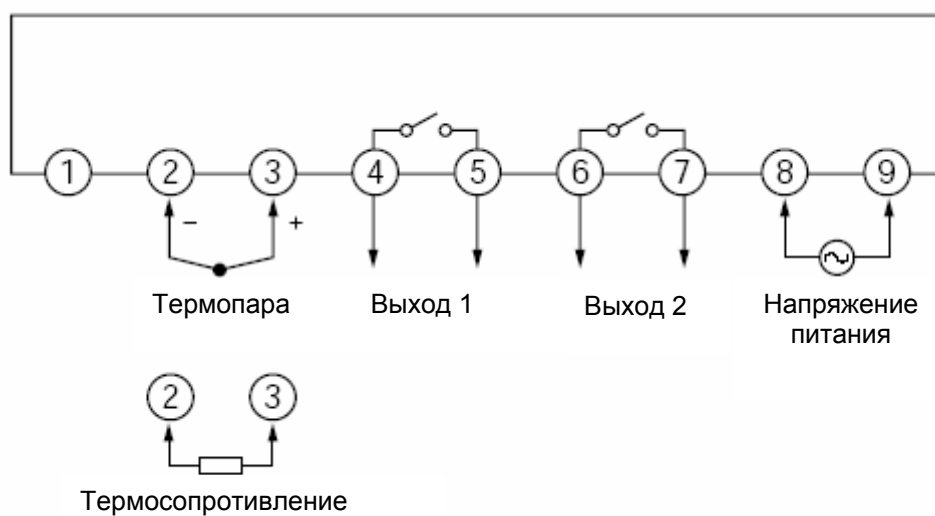 1 2 3 4 5 6 7 8 9
− +
Термопара Выход 1 Выход 2 Напряжение
питания
2 3
Термосопротивление